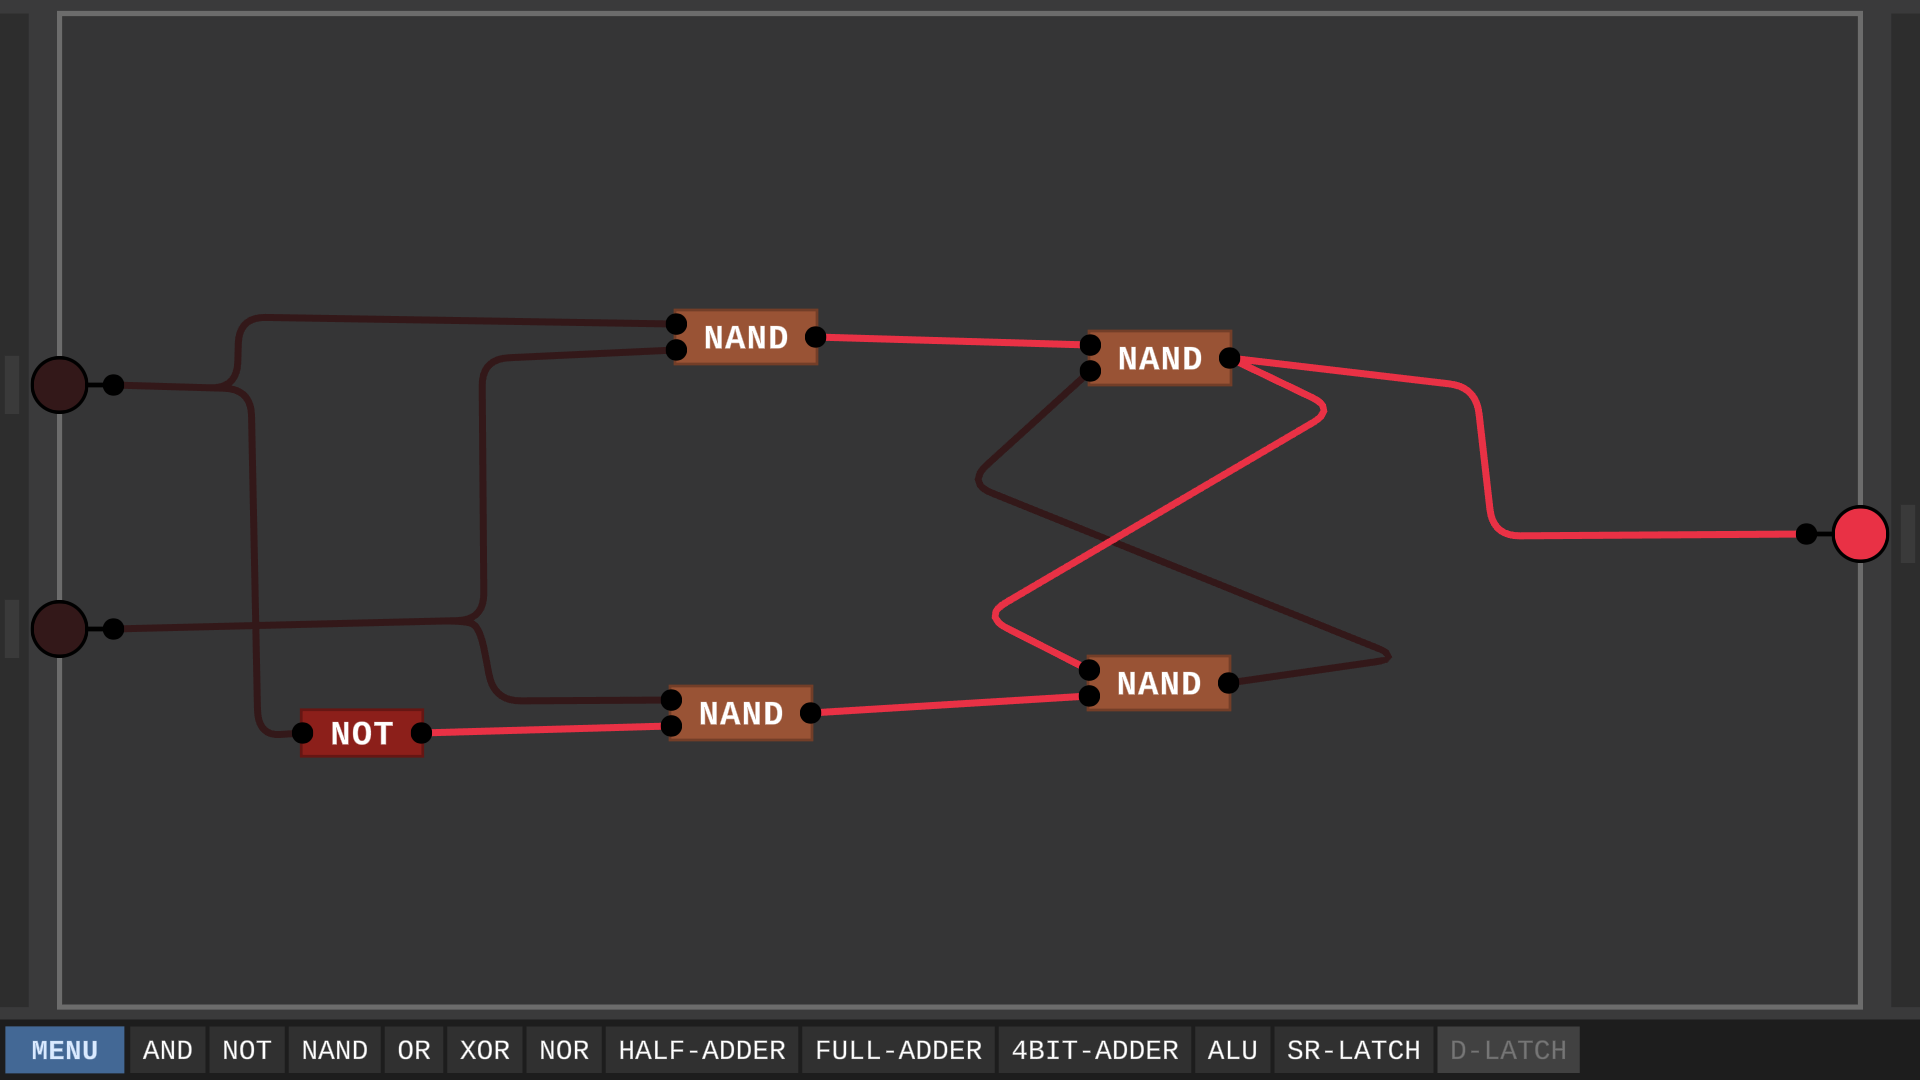 NAND
NAND
NAND
NAND
NOT
MENU AND NOT NAND OR XOR NOR HALF-ADDER FULL-ADDER 4BIT-ADDER ALU SR-LATCH D-LATCH